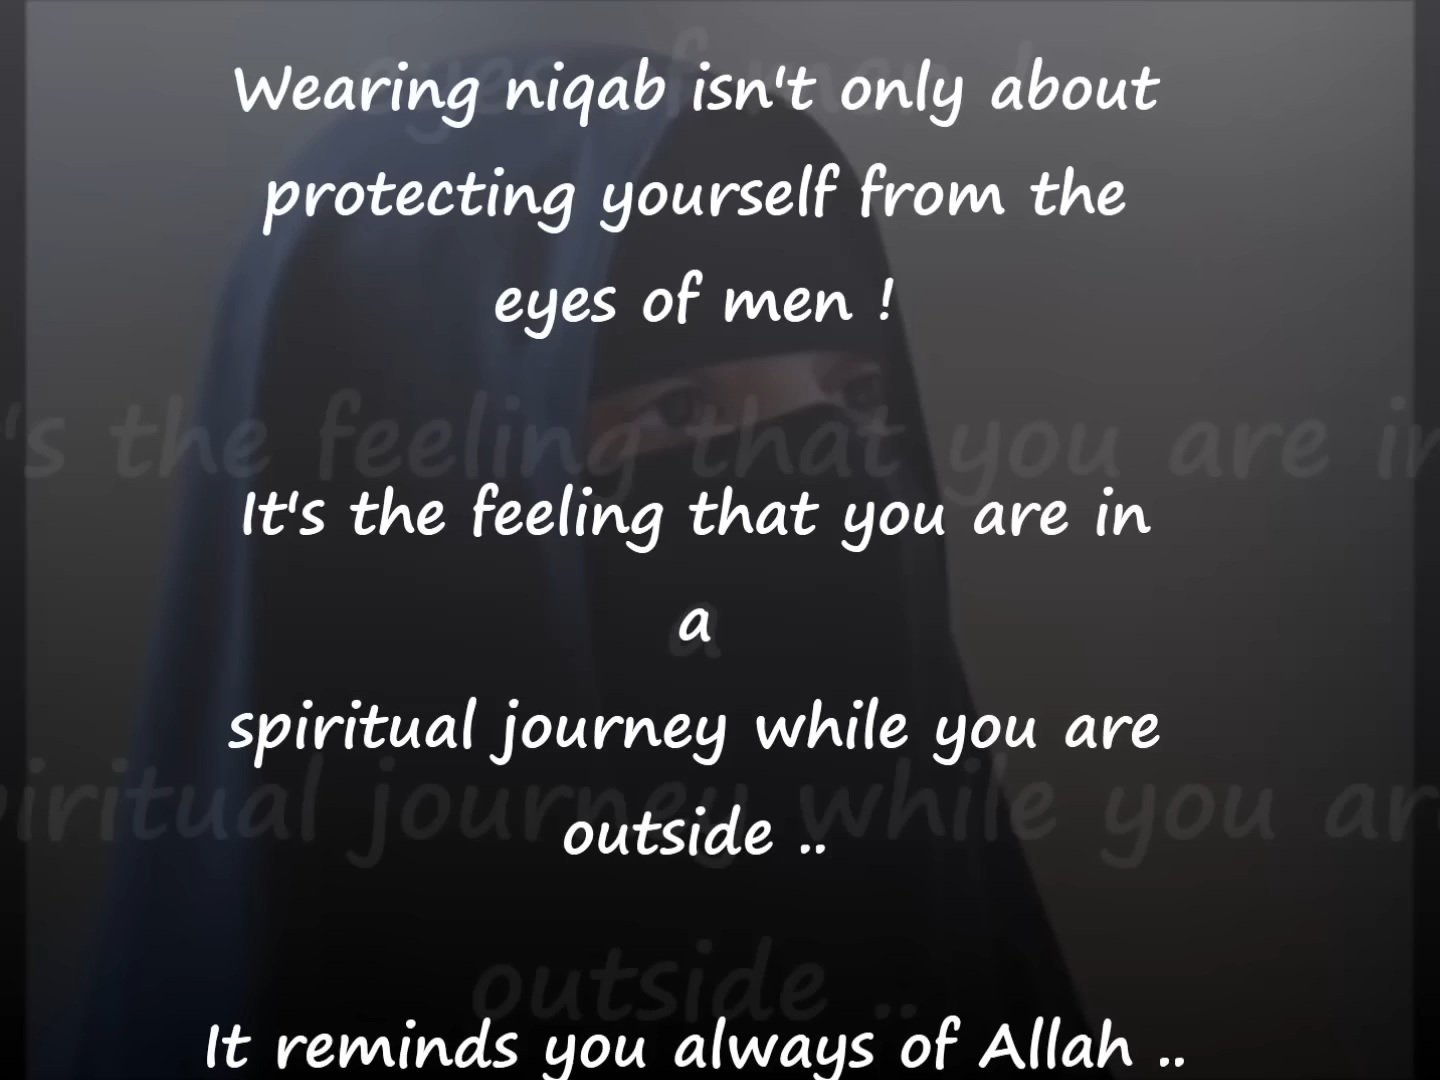 Wearing niqab isn't only about
protecting yourself from the
eyes of men !
It's the feeling that you are in
a
spiritual journey while you are
outside ..
It reminds you always of Allah ..